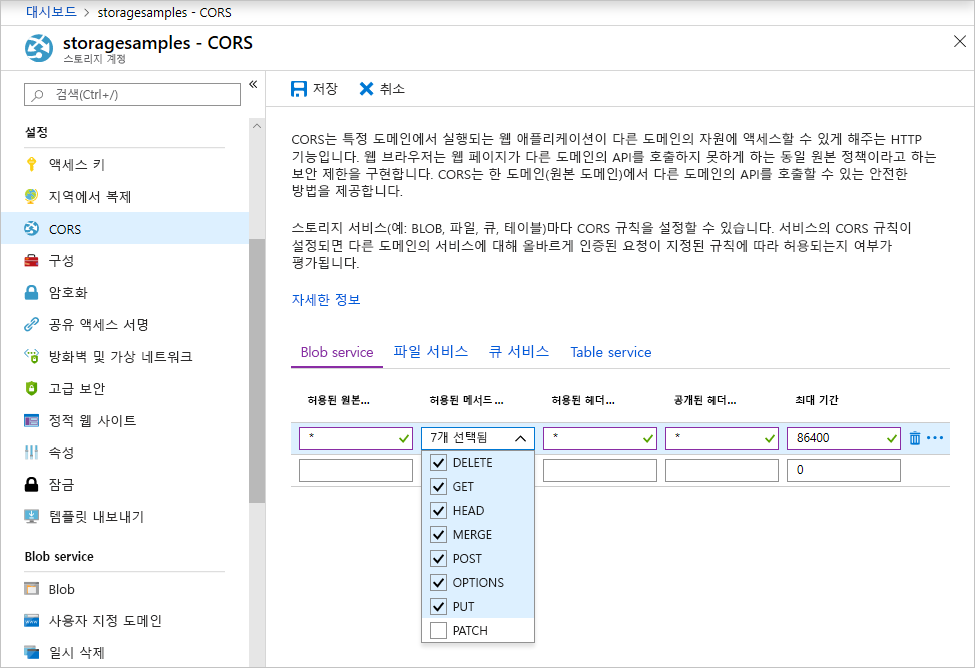 대시보드 > storagesamples - CORS
storagesamples - CORS
스토리지 계정
검색(Ctrl+/)
«
설정
액세스 키
지역에서 복제
CORS
구성
암호화
공유 액세스 서명
방화벽 및 가상 네트워크
고급 보안
정적 웹 사이트
속성
잠금
템플릿 내보내기
Blob service
Blob
사용자 지정 도메인
일시 삭제
저장 취소
CORS는 특정 도메인에서 실행되는 웹 애플리케이션이 다른 도메인의 자원에 액세스할 수 있게 해주는 HTTP
기능입니다. 웹 브라우저는 웹 페이지가 다른 도메인의 API를 호출하지 못하게 하는 동일 원본 정책이라고 하는
보안 제한을 구현합니다. CORS는 한 도메인(원본 도메인)에서 다른 도메인의 API를 호출할 수 있는 안전한
방법을 제공합니다.
스토리지 서비스(예: BLOB, 파일, 큐, 테이블)마다 CORS 규칙을 설정할 수 있습니다. 서비스의 CORS 규칙이
설정되면 다른 도메인의 서비스에 대해 올바르게 인증된 요청이 지정된 규칙에 따라 허용되는지 여부가
평가됩니다.
자세한 정보
Blob service 파일 서비스 큐 서비스 Table service
허용된 원본... 허용된 메서드... 허용된 헤더... 공개된 헤더... 최대 기간
* 7개 선택됨 * * 86400
0
DELETE
GET
HEAD
MERGE
POST
OPTIONS
PUT
PATCH